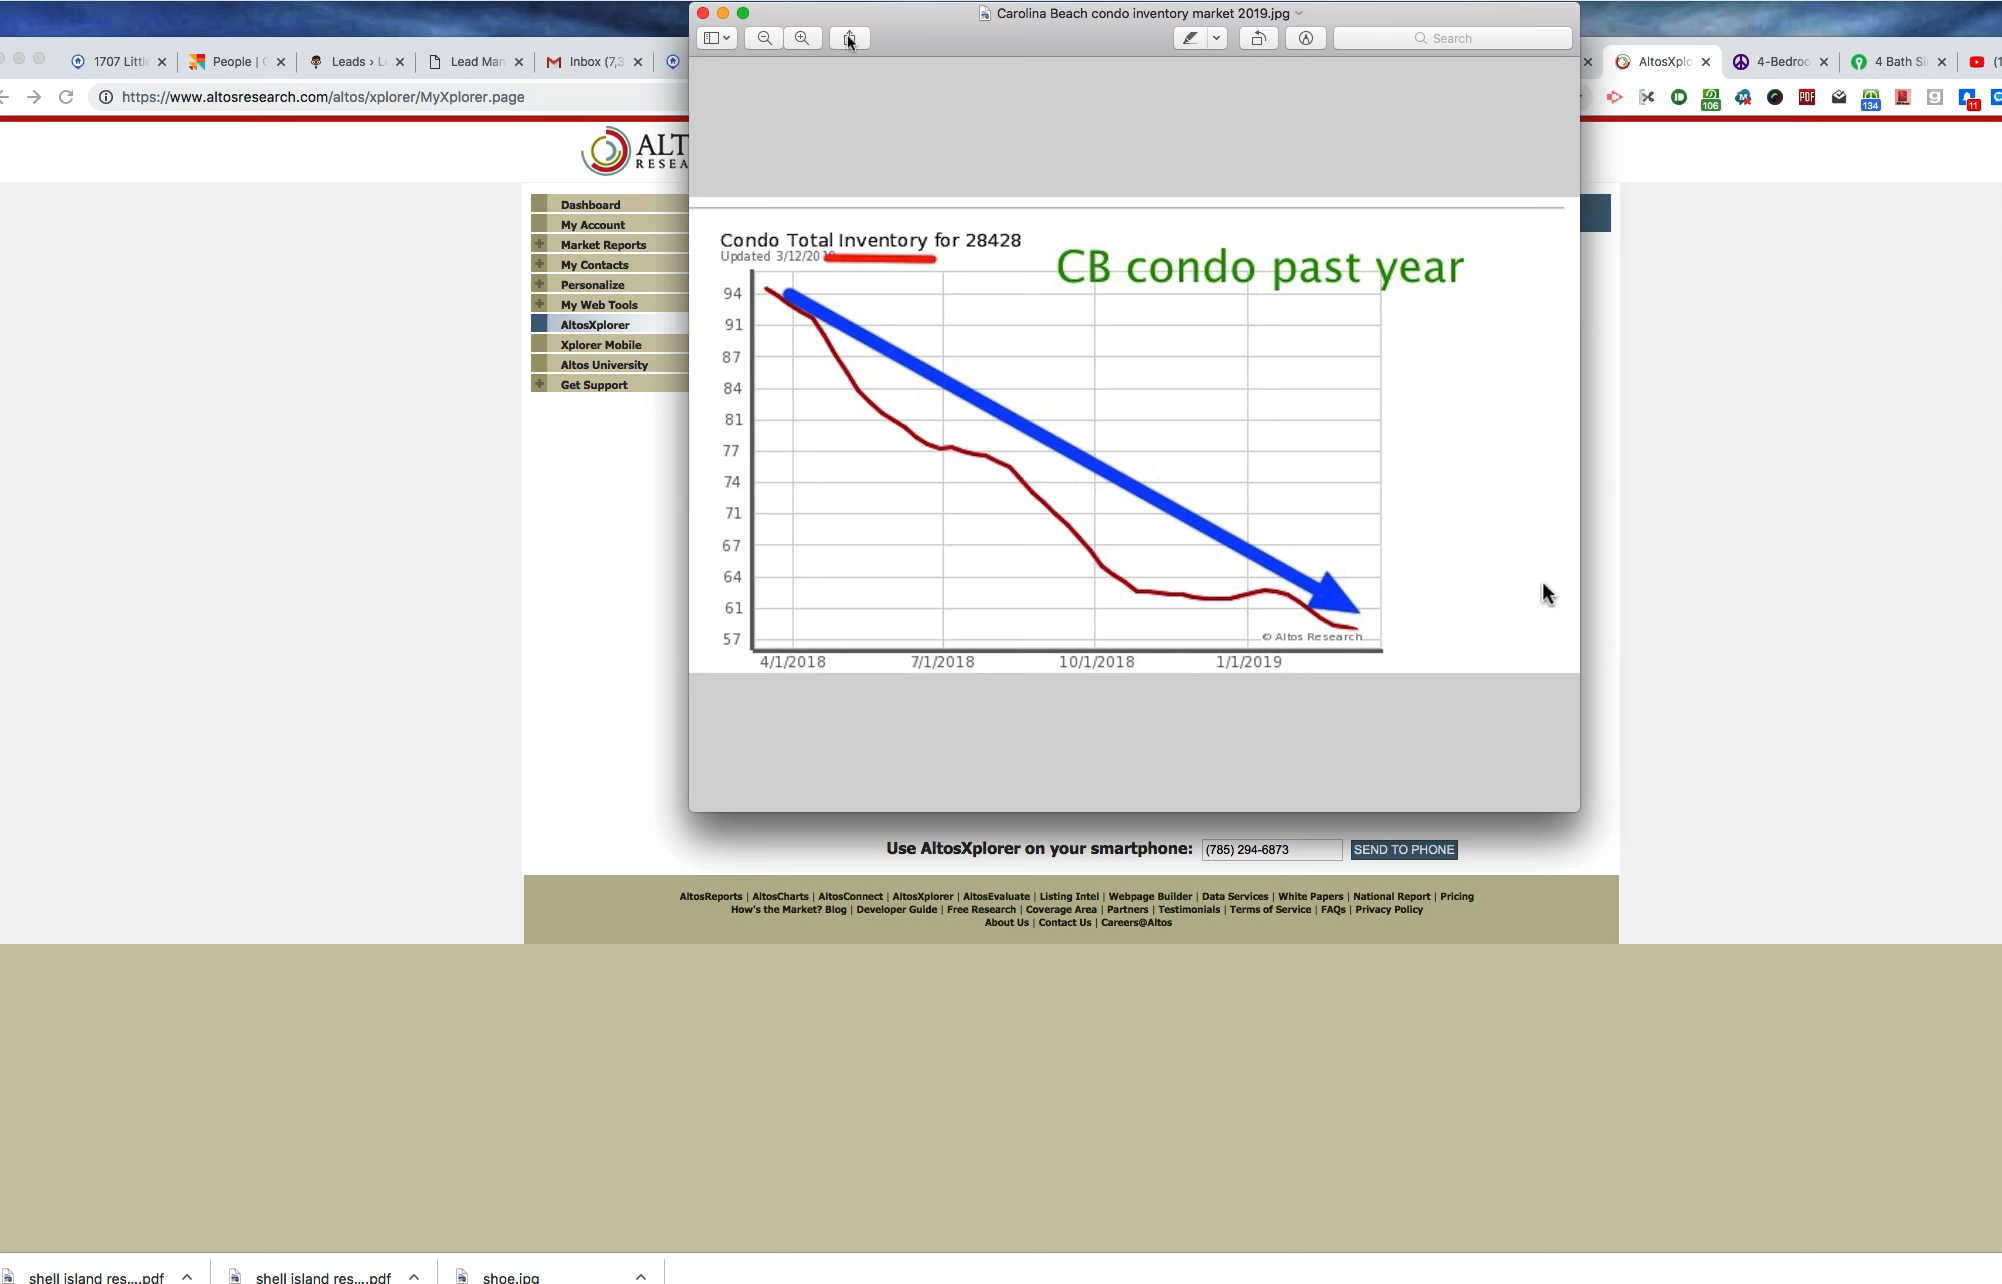 Carolina Beach condo inventory market 2019.jpg
Search
1707 Littl
People |
Leads ›
Lead Man
Inbox (7,3
AltosXplo
4-Bedroo
4 Bath Si
https://www.altosresearch.com/altos/xplorer/MyXplorer.page
PDF
106
134
11
ALT
RESEA
Dashboard
My Account
Market Reports
My Contacts
Personalize
My Web Tools
AltosXplorer
Xplorer Mobile
Altos University
Get Support
Condo Total Inventory for 28428
Updated 3/12/2019
CB condo past year
94
91
87
84
81
77
74
71
67
64
61
57
© Altos Research
4/1/2018 7/1/2018 10/1/2018 1/1/2019
Use AltosXplorer on your smartphone: (785) 294-6873 SEND TO PHONE
AltosReports | AltosCharts | AltosConnect | AltosXplorer | AltosEvaluate | Listing Intel | Webpage Builder | Data Services | White Papers | National Report | Pricing
How's the Market? Blog | Developer Guide | Free Research | Coverage Area | Partners | Testimonials | Terms of Service | FAQs | Privacy Policy
About Us | Contact Us | Careers@Altos
shell island res....pdf
shell island res....pdf
shoe.jpg